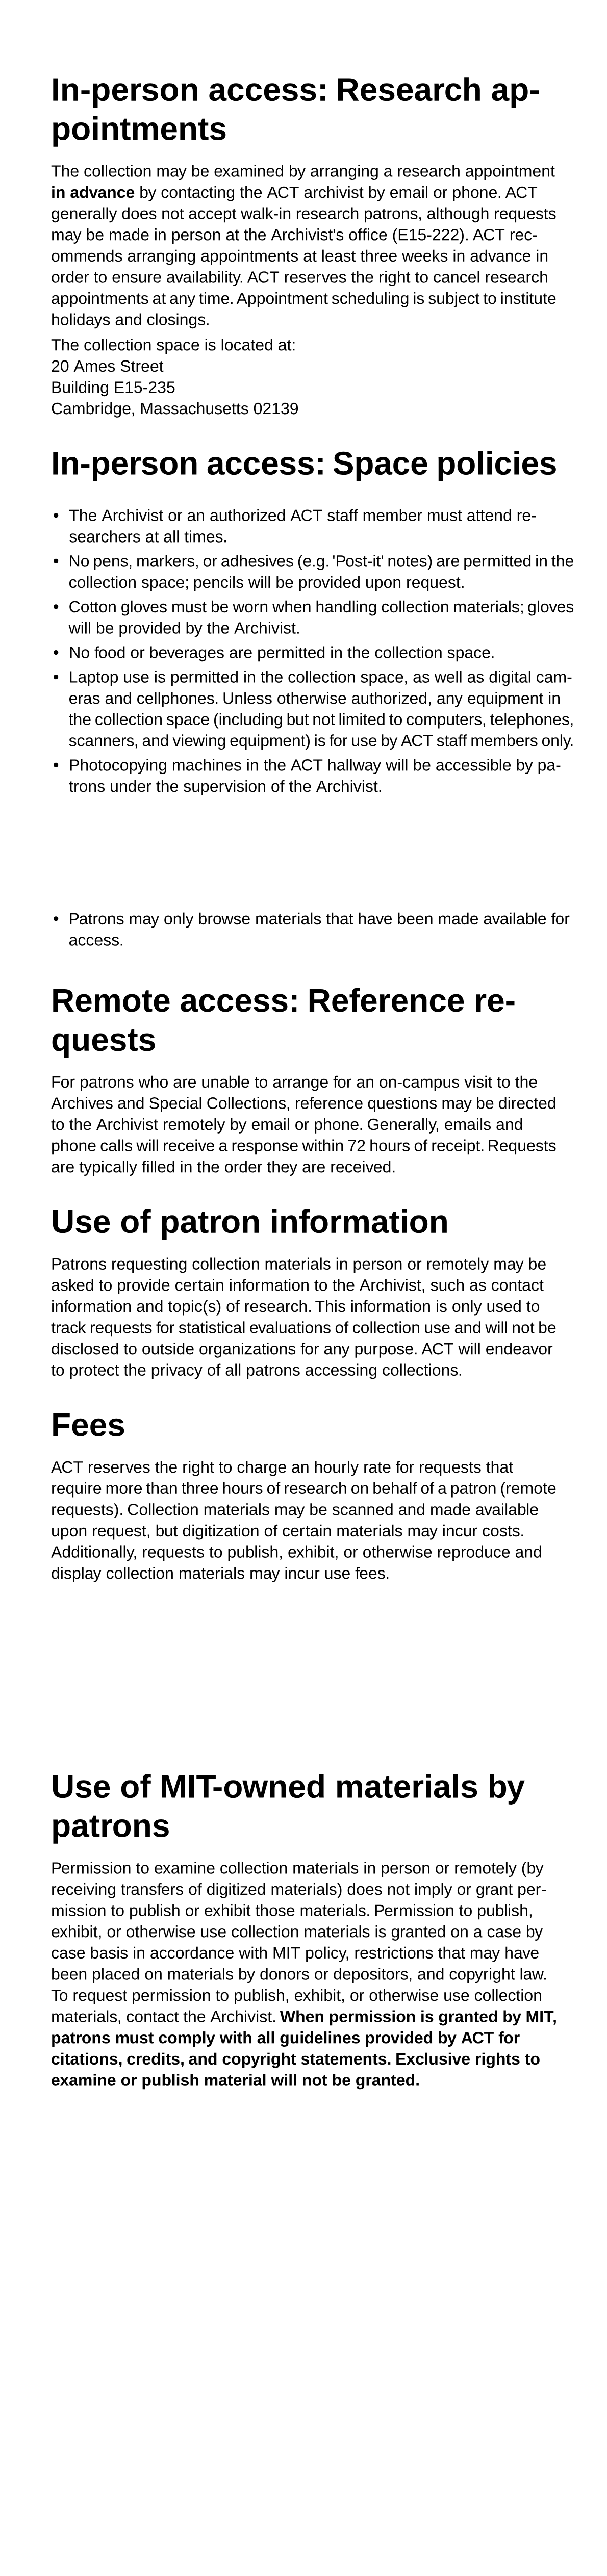 In-person access: Research ap-
pointments
The collection may be examined by arranging a research appointment
in advance by contacting the ACT archivist by email or phone. ACT
generally does not accept walk-in research patrons, although requests
may be made in person at the Archivist's office (E15-222). ACT rec-
ommends arranging appointments at least three weeks in advance in
order to ensure availability. ACT reserves the right to cancel research
appointments at any time. Appointment scheduling is subject to institute
holidays and closings.
The collection space is located at:
20 Ames Street
Building E15-235
Cambridge, Massachusetts 02139
In-person access: Space policies
• The Archivist or an authorized ACT staff member must attend re-
searchers at all times.
• No pens, markers, or adhesives (e.g. 'Post-it' notes) are permitted in the
collection space; pencils will be provided upon request.
• Cotton gloves must be worn when handling collection materials; gloves
will be provided by the Archivist.
• No food or beverages are permitted in the collection space.
• Laptop use is permitted in the collection space, as well as digital cam-
eras and cellphones. Unless otherwise authorized, any equipment in
the collection space (including but not limited to computers, telephones,
scanners, and viewing equipment) is for use by ACT staff members only.
• Photocopying machines in the ACT hallway will be accessible by pa-
trons under the supervision of the Archivist.
• Patrons may only browse materials that have been made available for
access.
Remote access: Reference re-
quests
For patrons who are unable to arrange for an on-campus visit to the
Archives and Special Collections, reference questions may be directed
to the Archivist remotely by email or phone. Generally, emails and
phone calls will receive a response within 72 hours of receipt. Requests
are typically filled in the order they are received.
Use of patron information
Patrons requesting collection materials in person or remotely may be
asked to provide certain information to the Archivist, such as contact
information and topic(s) of research. This information is only used to
track requests for statistical evaluations of collection use and will not be
disclosed to outside organizations for any purpose. ACT will endeavor
to protect the privacy of all patrons accessing collections.
Fees
ACT reserves the right to charge an hourly rate for requests that
require more than three hours of research on behalf of a patron (remote
requests). Collection materials may be scanned and made available
upon request, but digitization of certain materials may incur costs.
Additionally, requests to publish, exhibit, or otherwise reproduce and
display collection materials may incur use fees.
Use of MIT-owned materials by
patrons
Permission to examine collection materials in person or remotely (by
receiving transfers of digitized materials) does not imply or grant per-
mission to publish or exhibit those materials. Permission to publish,
exhibit, or otherwise use collection materials is granted on a case by
case basis in accordance with MIT policy, restrictions that may have
been placed on materials by donors or depositors, and copyright law.
To request permission to publish, exhibit, or otherwise use collection
materials, contact the Archivist. When permission is granted by MIT,
patrons must comply with all guidelines provided by ACT for
citations, credits, and copyright statements. Exclusive rights to
examine or publish material will not be granted.